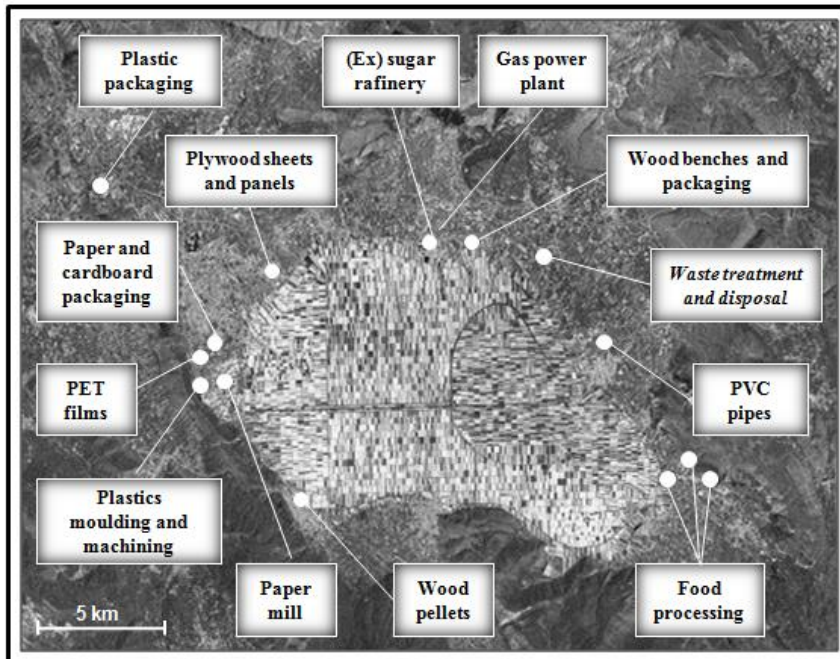 Plastic
packaging
(Ex) sugar
rafinery
Gas power
plant
Plywood sheets
and panels
Wood benches and
packaging
Paper and
cardboard
packaging
Waste treatment
and disposal
PET
films
PVC
pipes
Plastics
moulding and
machining
Paper
mill
Wood
pellets
Food
processing
5 km